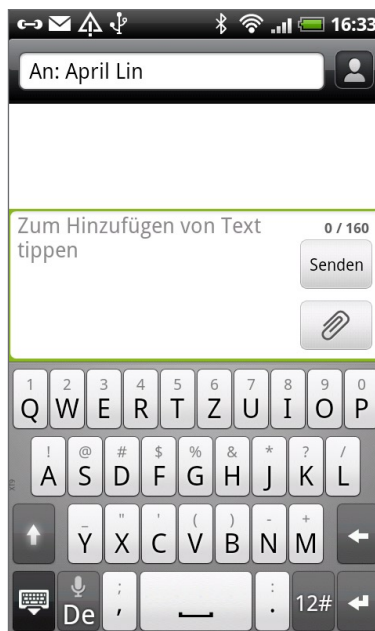 16:33
An: April Lin
Zum Hinzufügen von Text
tippen
0 / 160
Senden
1 2 3 4 5 6 7 8 9 0
Q W E R T Z U I O P
! @ # $ % & * ? /
A S D F G H J K L
_ " ' ( ) - +
Y X C V B N M
; :
De , . 12#